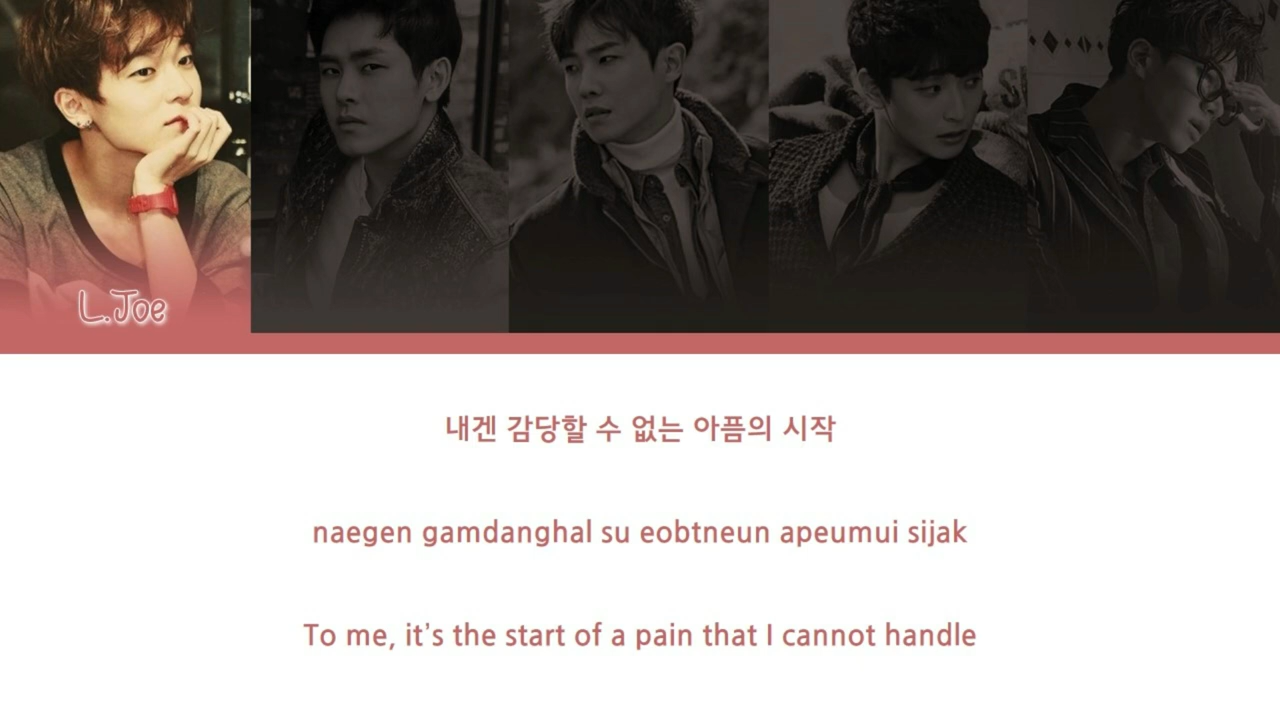 L.Joe
내겐 감당할 수 없는 아픔의 시작
naegen gamdanghal su eobtneun apeumui sijak
To me, it's the start of a pain that I cannot handle